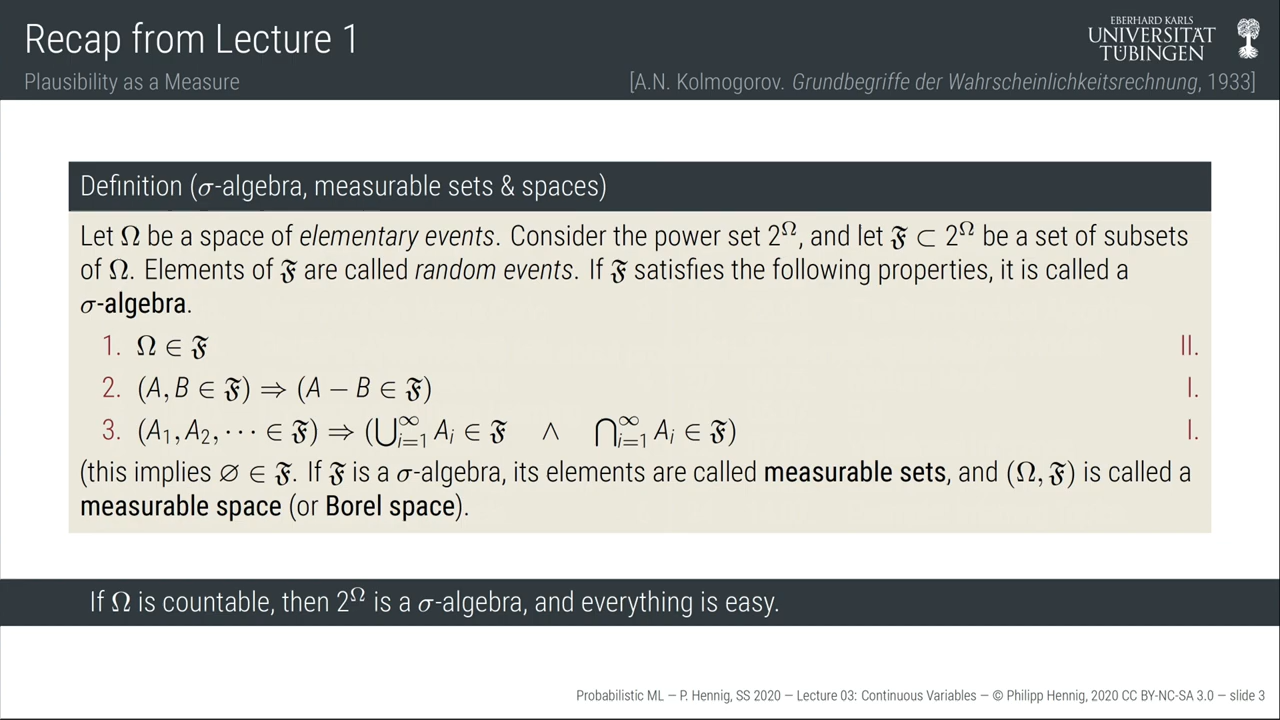 Recap from Lecture 1
EBERHARD KARLS
UNIVERSITÄT
TÜBINGEN
Plausibility as a Measure
[A.N. Kolmogorov. Grundbegriffe der Wahrscheinlichkeitsrechnung, 1933]
Definition (σ-algebra, measurable sets & spaces)
Let Ω be a space of elementary events. Consider the power set 2^Ω, and let 𝔉 ⊂ 2^Ω be a set of subsets
of Ω. Elements of 𝔉 are called random events. If 𝔉 satisfies the following properties, it is called a
σ-algebra.
1. Ω ∈ 𝔉 II.
2. (A, B ∈ 𝔉) ⇒ (A − B ∈ 𝔉) I.
3. (A₁, A₂, ⋯ ∈ 𝔉) ⇒ (⋃_{i=1}^∞ A_i ∈ 𝔉 ∧ ⋂_{i=1}^∞ A_i ∈ 𝔉) I.
(this implies ∅ ∈ 𝔉. If 𝔉 is a σ-algebra, its elements are called measurable sets, and (Ω, 𝔉) is called a
measurable space (or Borel space).
If Ω is countable, then 2^Ω is a σ-algebra, and everything is easy.
Probabilistic ML — P. Hennig, SS 2020 — Lecture 03: Continuous Variables — © Philipp Hennig, 2020 CC BY-NC-SA 3.0 — slide 3